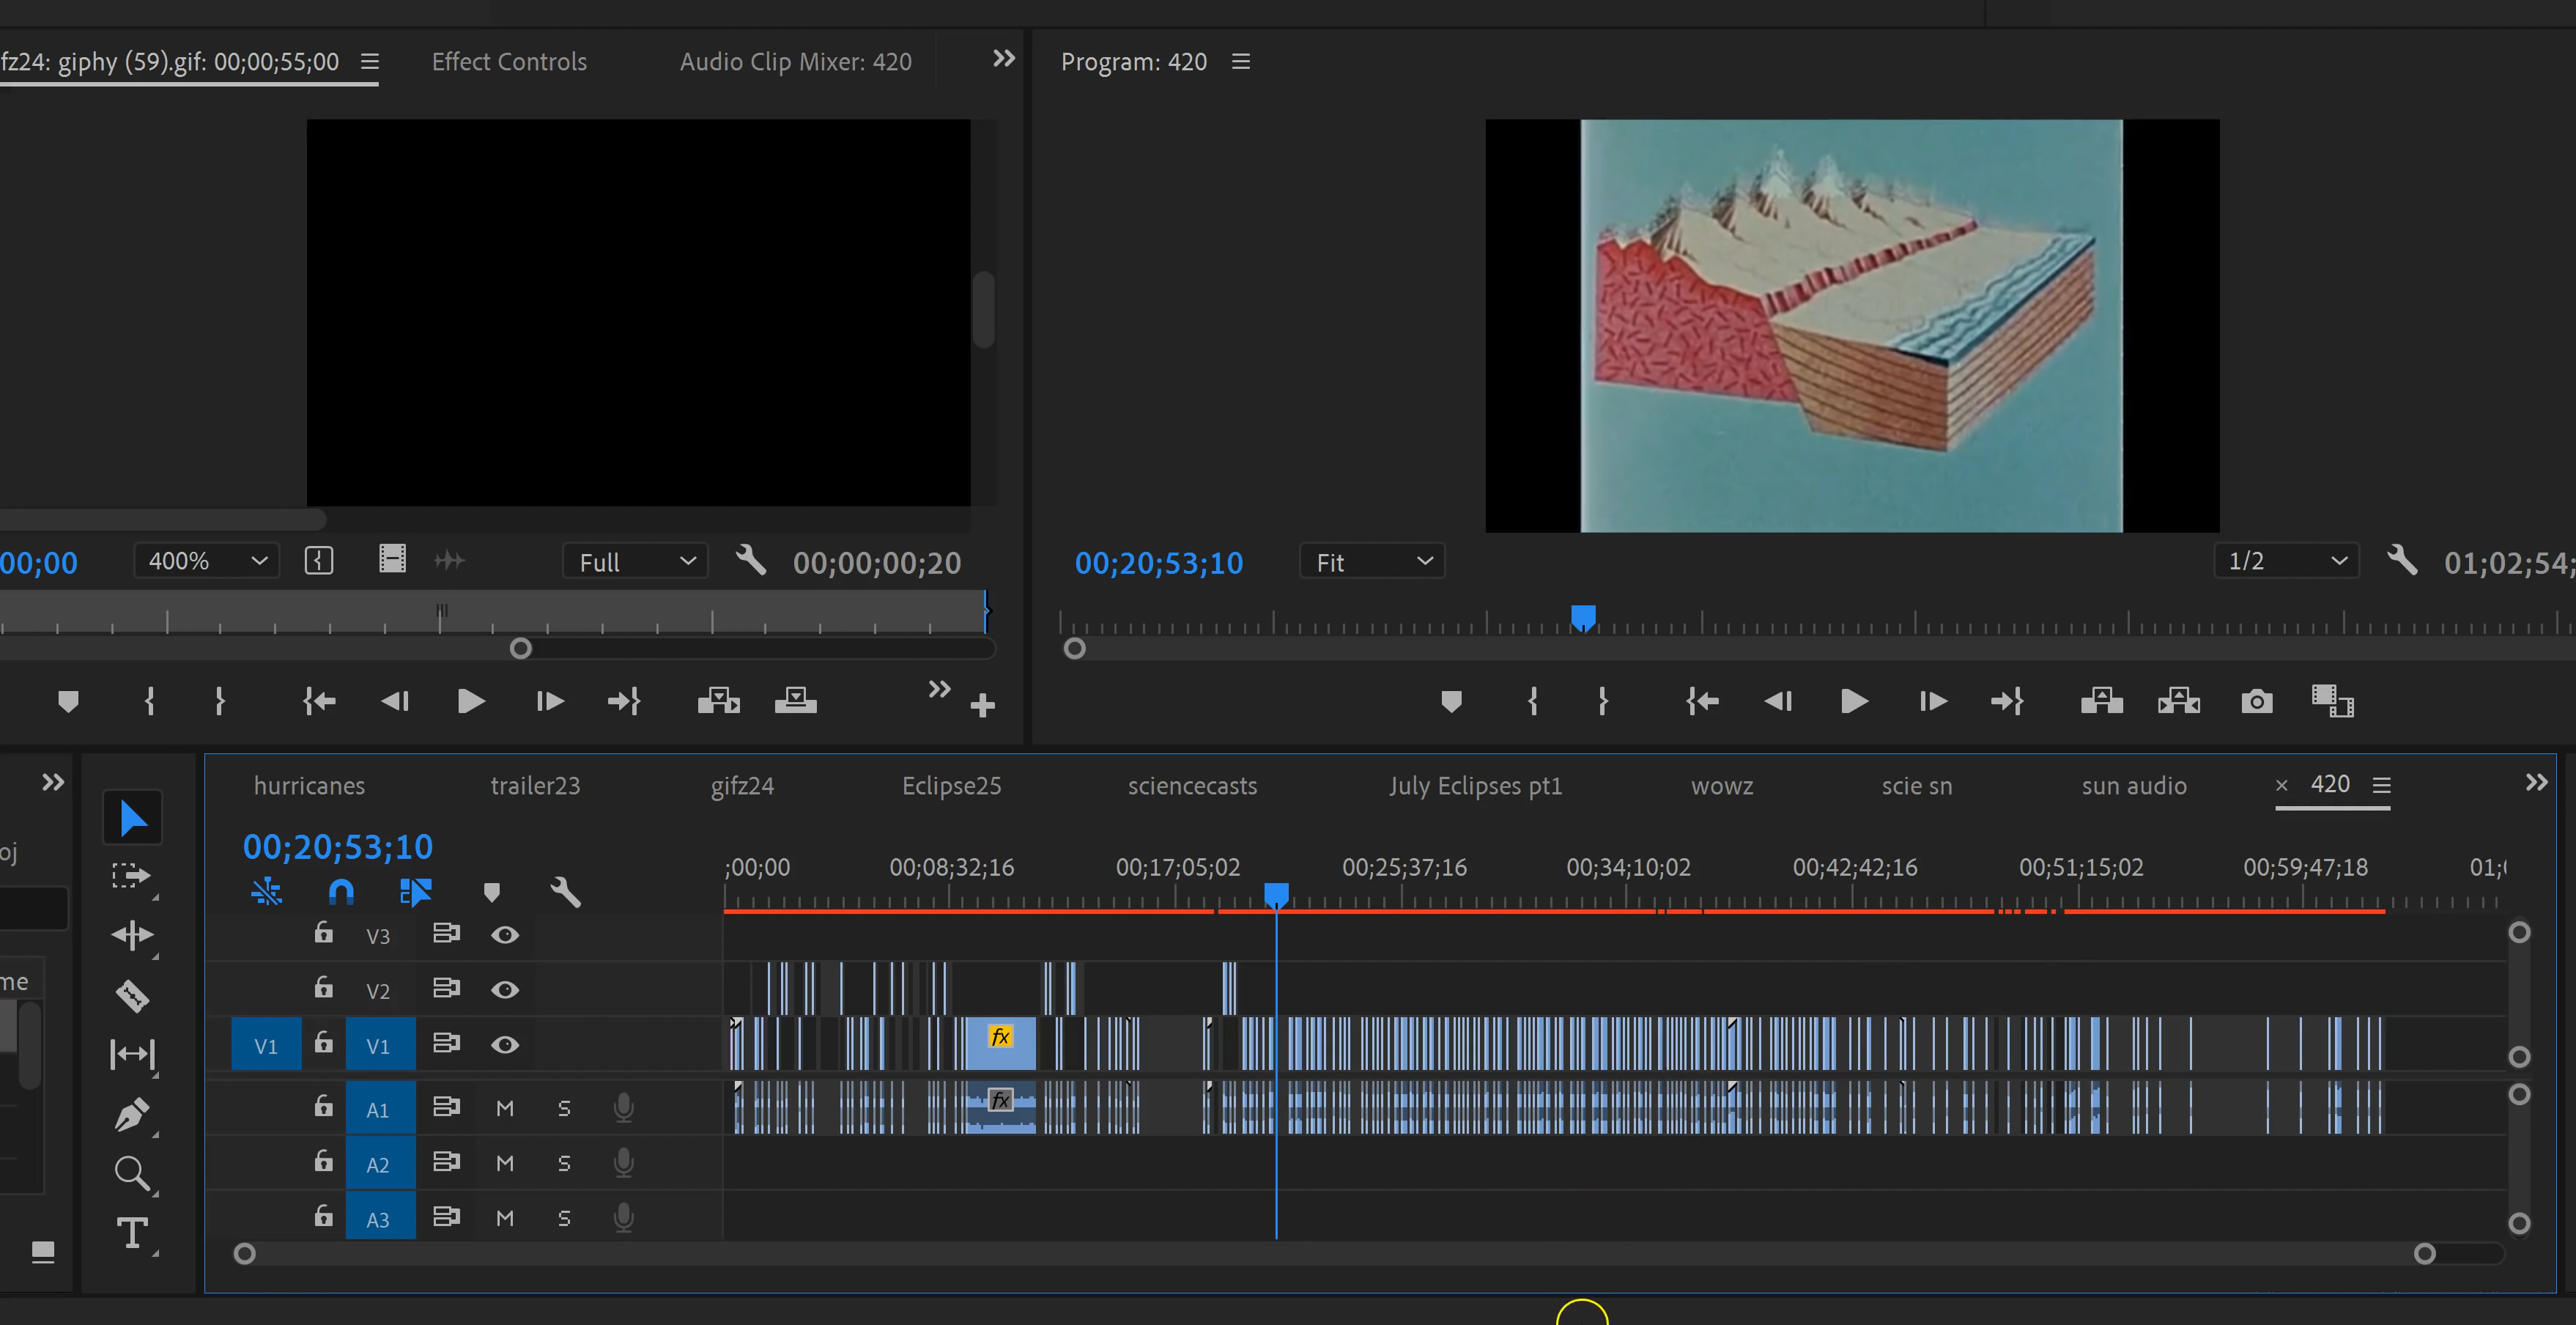 fz24: giphy (59).gif: 00;00;55;00
Effect Controls
Audio Clip Mixer: 420
Program: 420
00;00
400%
Full
00;00;00;20
00;20;53;10
Fit
1/2
01;02;54;
hurricanes
trailer23
gifz24
Eclipse25
sciencecasts
July Eclipses pt1
wowz
scie sn
sun audio
× 420
oj
00;20;53;10
;00;00
00;08;32;16
00;17;05;02
00;25;37;16
00;34;10;02
00;42;42;16
00;51;15;02
00;59;47;18
me
V3
V2
V1
V1
fx
A1
M
S
fx
A2
M
S
A3
M
S